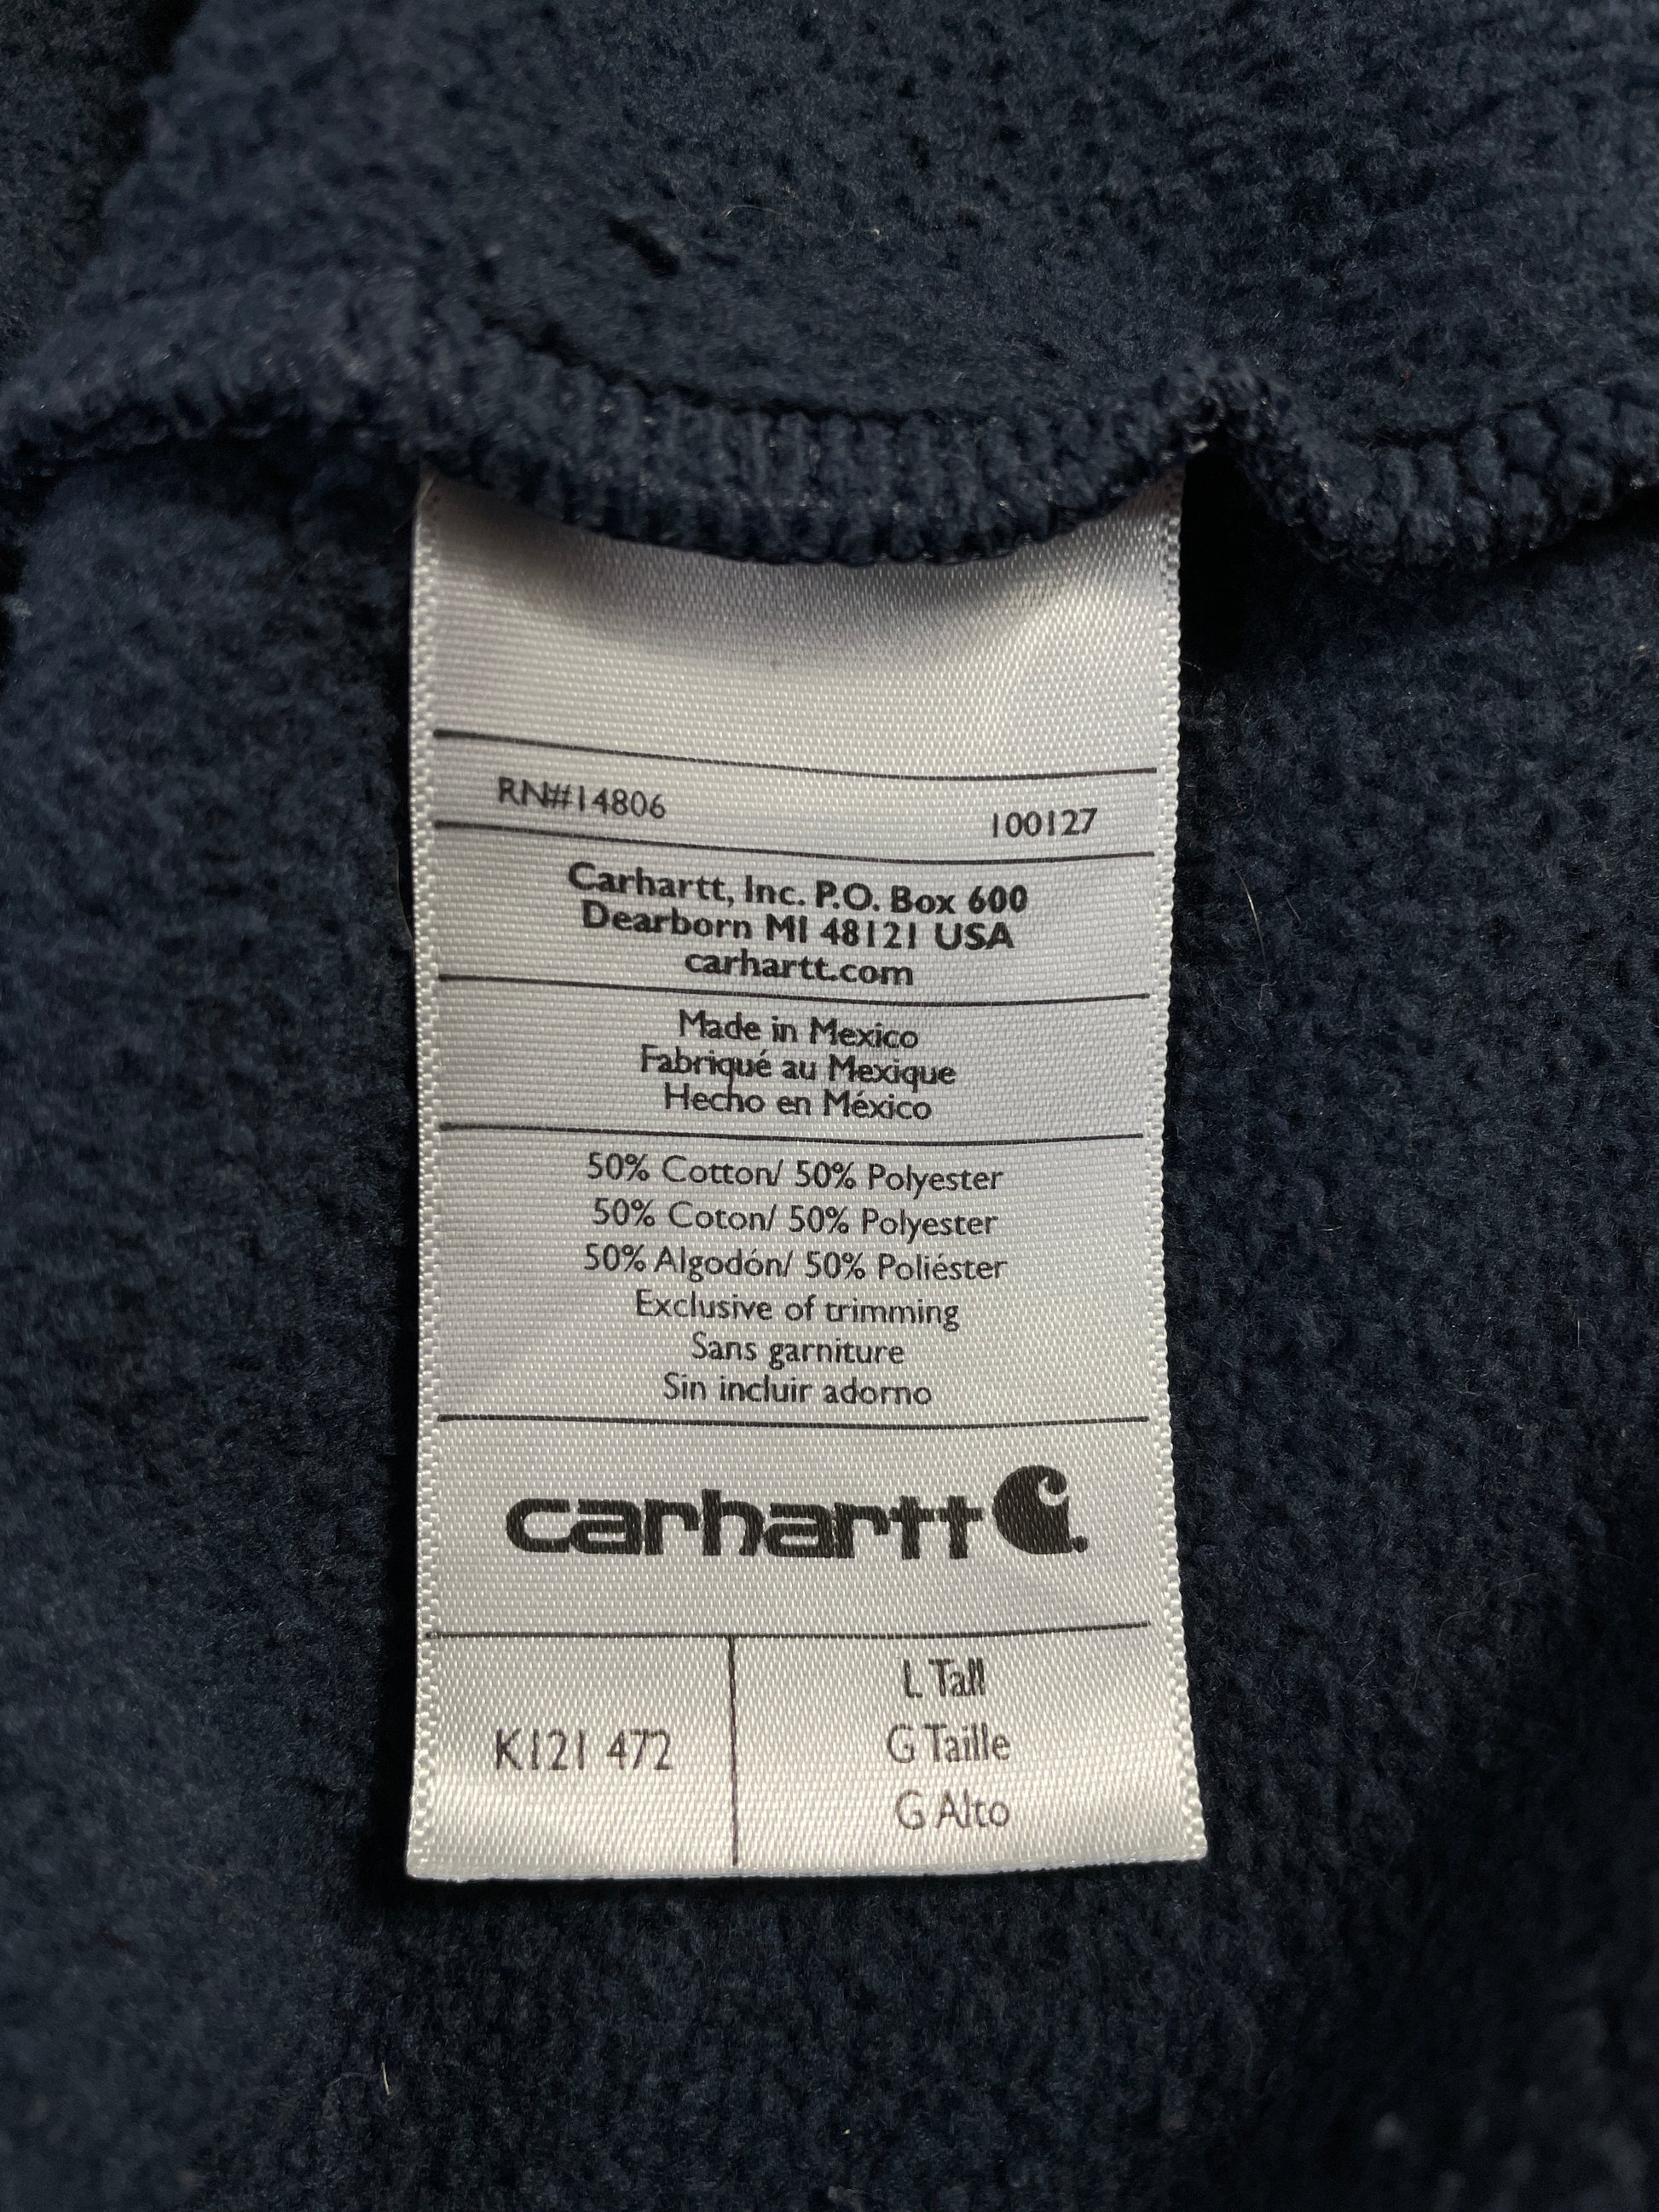 RN#14806 100127
Carhartt, Inc. P.O. Box 600
Dearborn MI 48121 USA
carhartt.com
Made in Mexico
Fabriqué au Mexique
Hecho en México
50% Cotton/ 50% Polyester
50% Coton/ 50% Polyester
50% Algodón/ 50% Poliéster
Exclusive of trimming
Sans garniture
Sin incluir adorno
carhartt
K121 472
L Tall
G Taille
G Alto